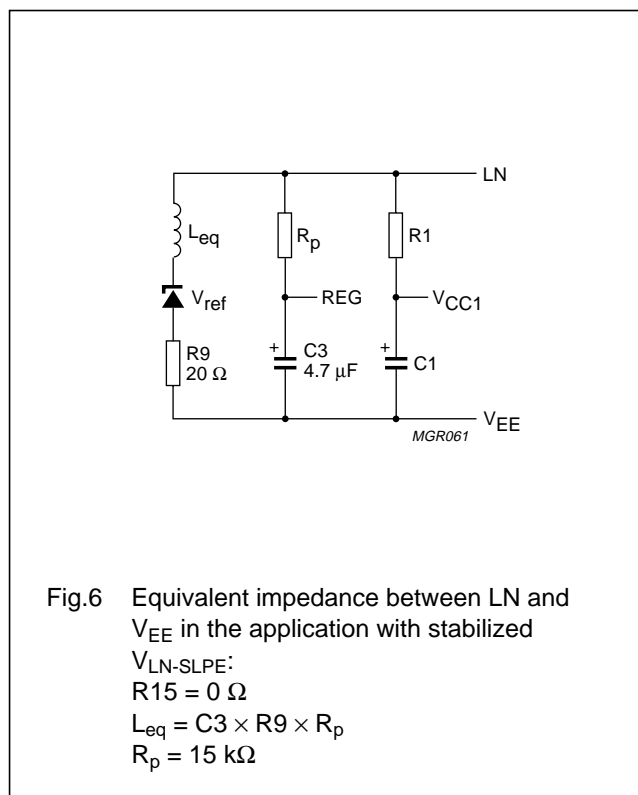 LN
L_eq
R_p
R1
V_ref
REG
V_CC1
R9
20 Ω
+
C3
4.7 µF
+
C1
V_EE
MGR061
Fig.6 Equivalent impedance between LN and
V_EE in the application with stabilized
V_LN-SLPE:
R15 = 0 Ω
L_eq = C3 × R9 × R_p
R_p = 15 kΩ